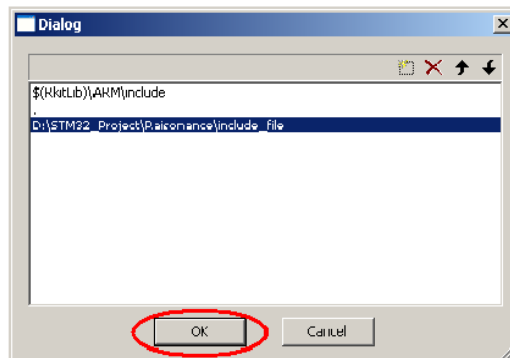 Dialog
$(RkitLib)\ARM\include
.
D:\STM32_Project\Raisonance\include_file
OK
Cancel